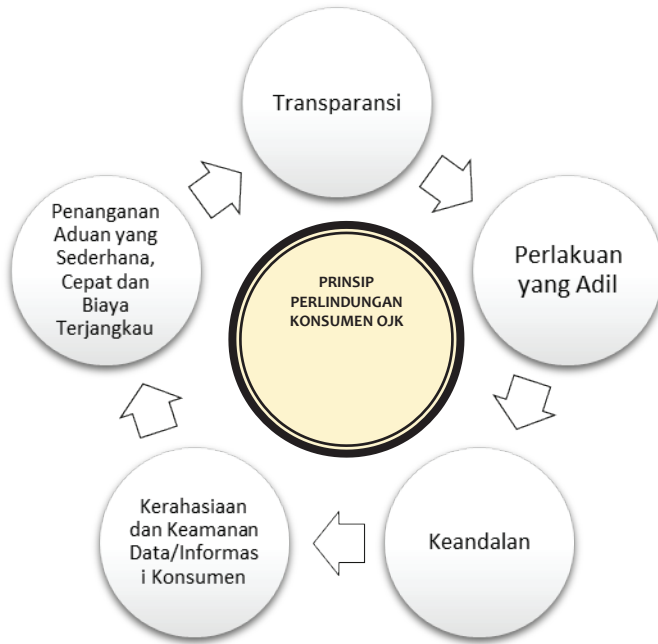 Transparansi
Perlakuan
yang Adil
Keandalan
Kerahasiaan
dan Keamanan
Data/Informas
i Konsumen
Penanganan
Aduan yang
Sederhana,
Cepat dan
Biaya
Terjangkau
PRINSIP
PERLINDUNGAN
KONSUMEN OJK